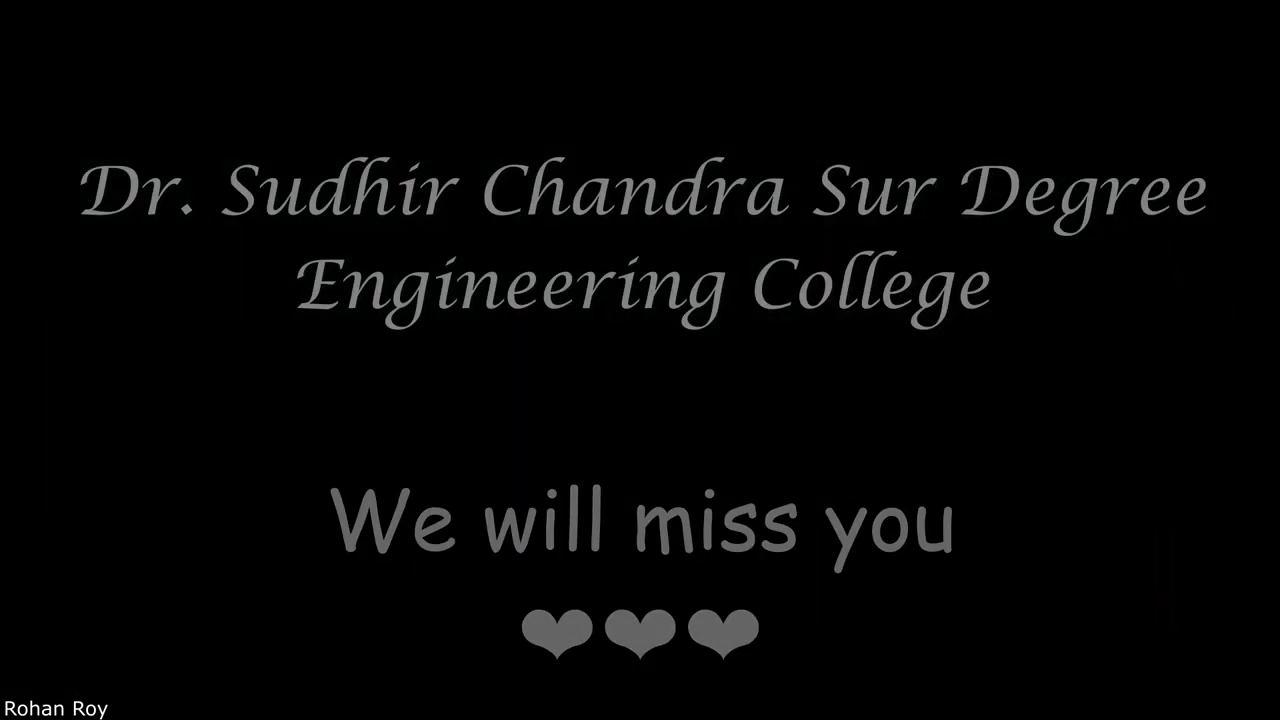 Dr. Sudhir Chandra Sur Degree
Engineering College
We will miss you
❤❤❤
Rohan Roy